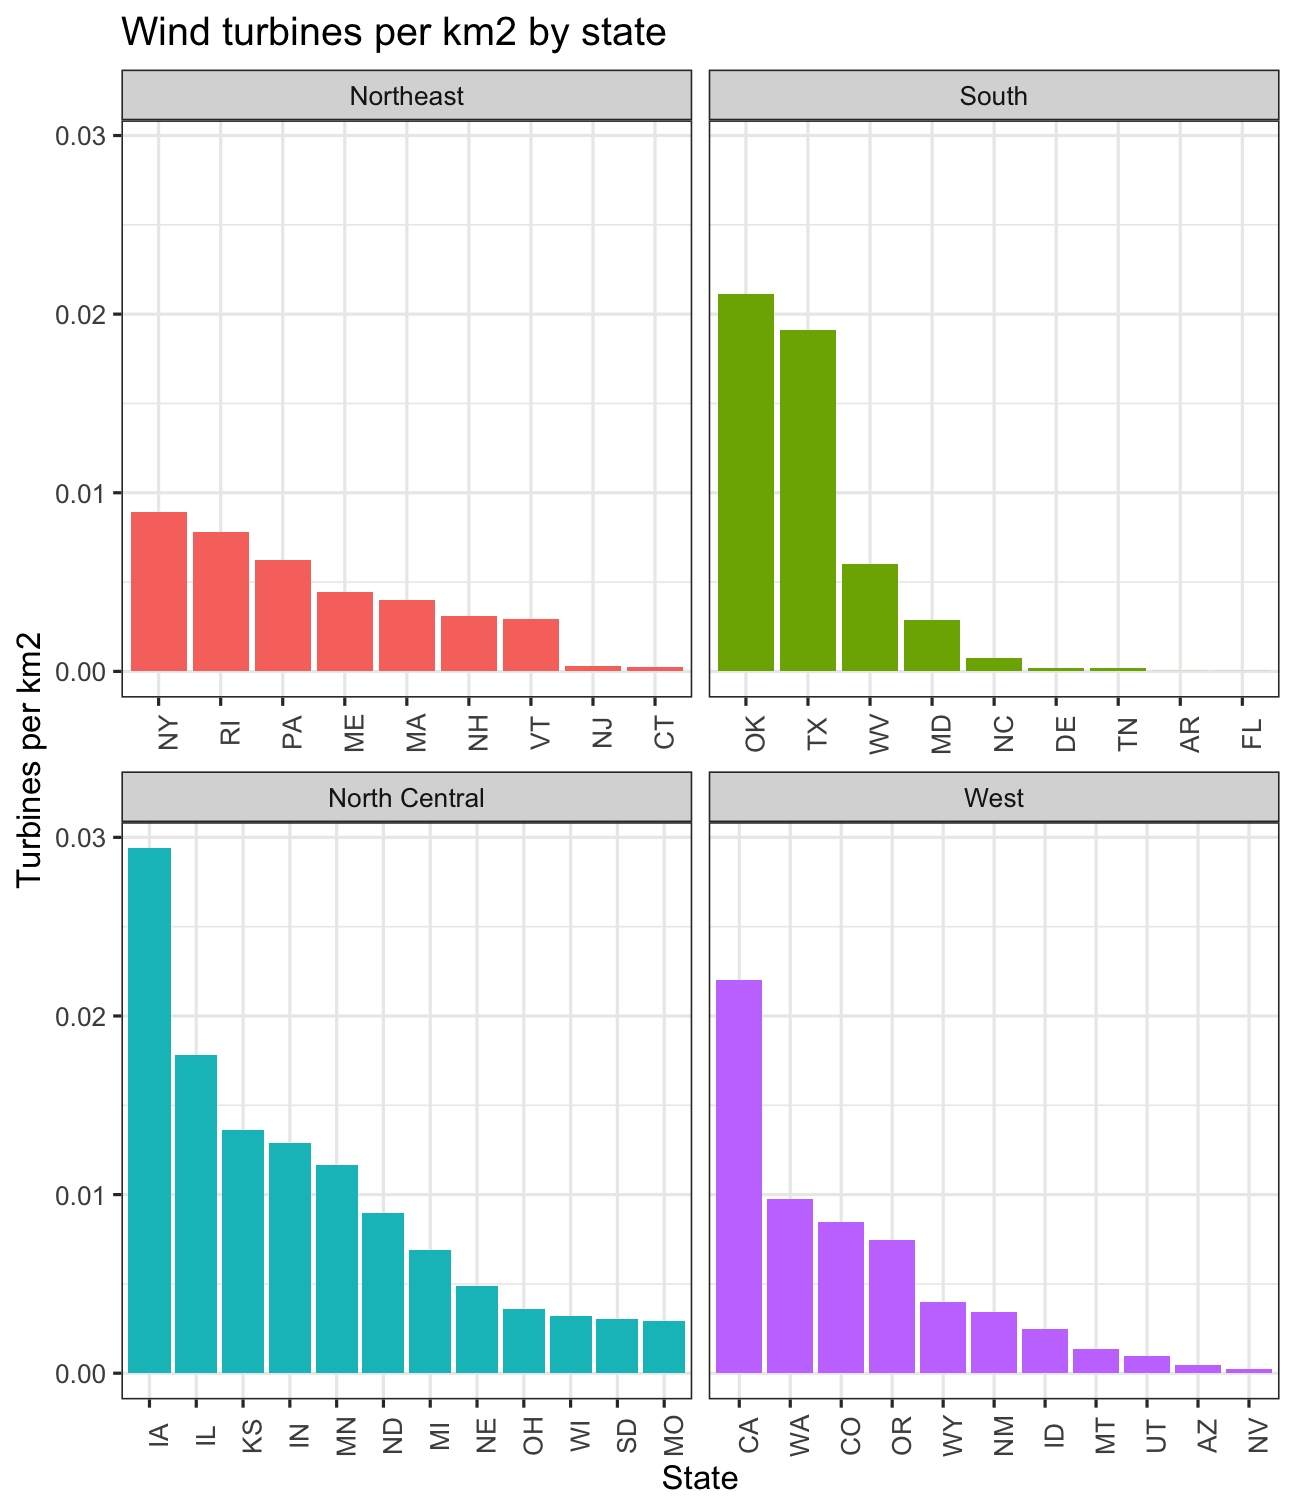 Wind turbines per km2 by state
Northeast
South
0.03
0.02
0.01
0.00
NY RI PA ME MA NH VT NJ CT
OK TX WV MD NC DE TN AR FL
Turbines per km2
North Central
West
0.03
0.02
0.01
0.00
IA IL KS IN MN ND MI NE OH WI SD MO
CA WA CO OR WY NM ID MT UT AZ NV
State